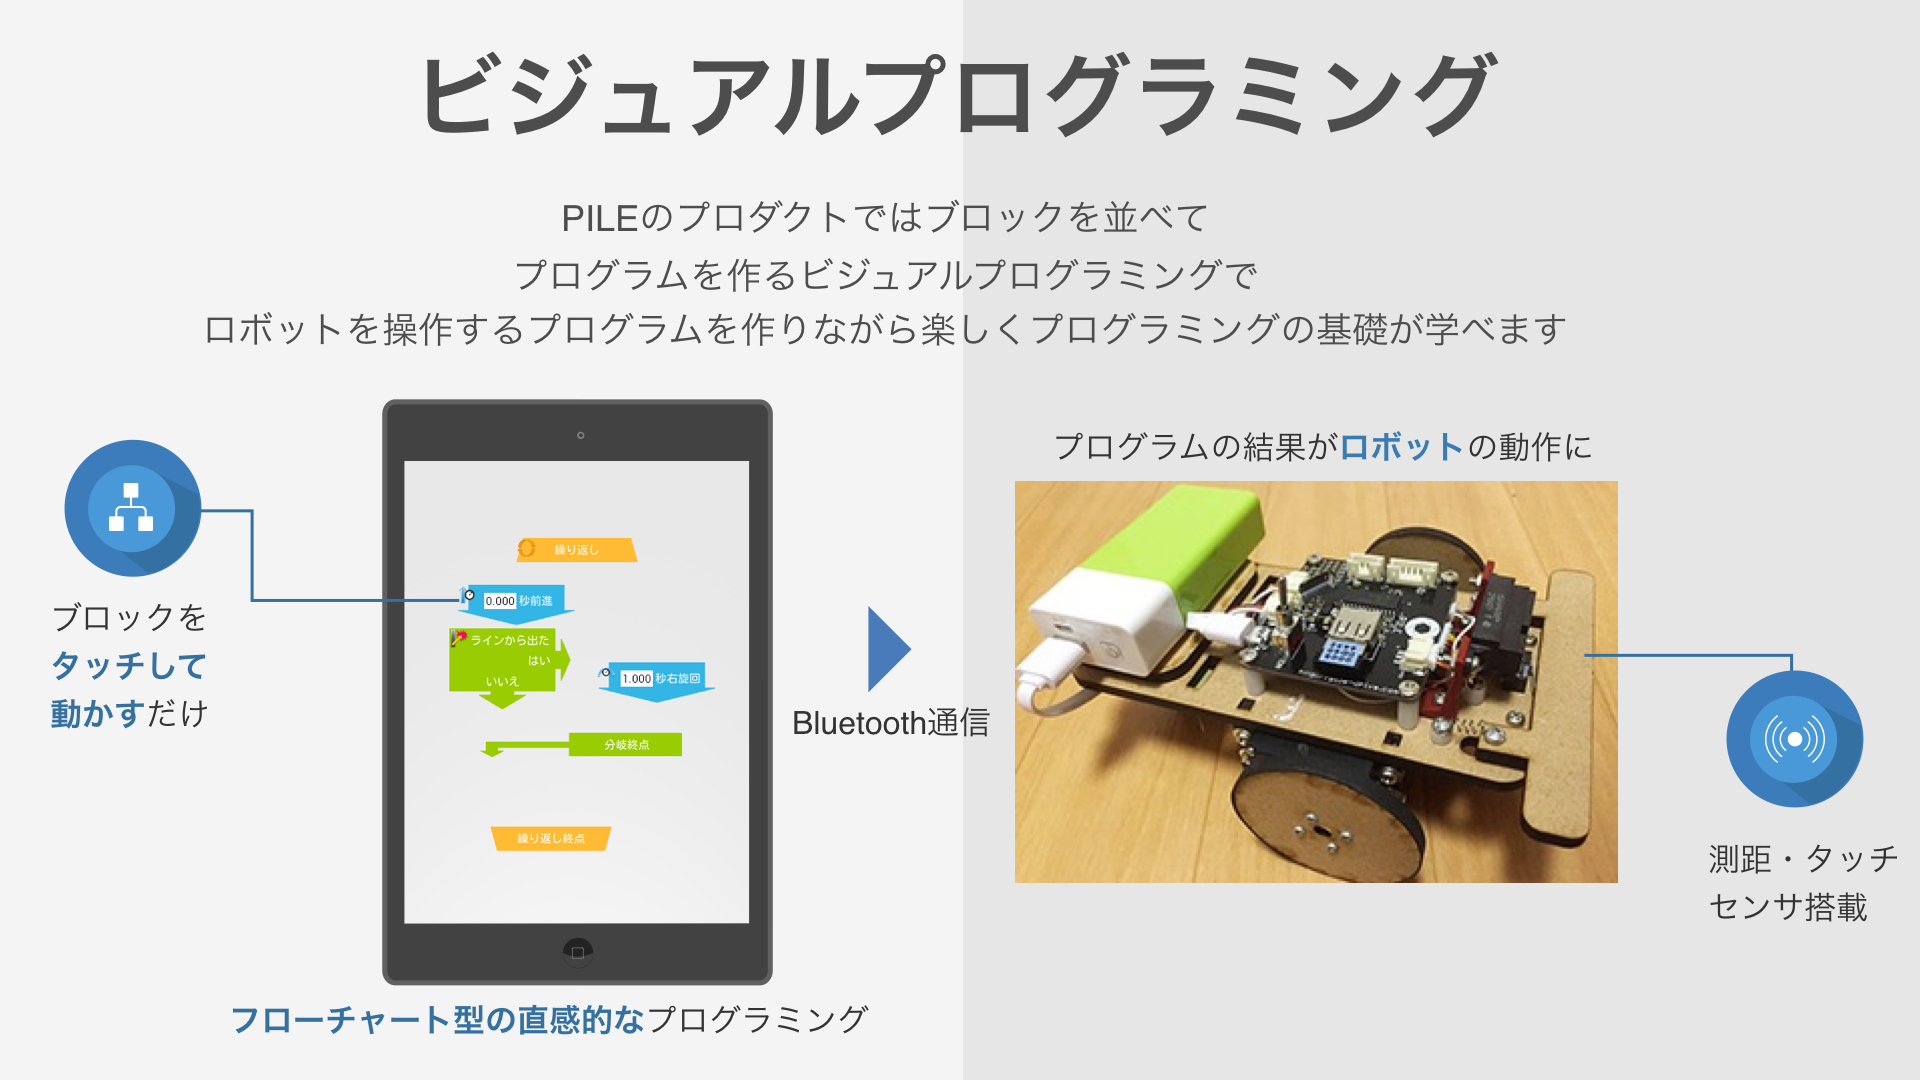 ビジュアルプログラミング
PILEのプロダクトではブロックを並べて
プログラムを作るビジュアルプログラミングで
ロボットを操作するプログラムを作りながら楽しくプログラミングの基礎が学べます
ブロックを
タッチして
動かすだけ
繰り返し
0.000 秒前進
ラインから出た
はい
いいえ
1.000 秒右旋回
分岐終点
繰り返し終点
フローチャート型の直感的なプログラミング
Bluetooth通信
プログラムの結果がロボットの動作に
測距・タッチ
センサ搭載